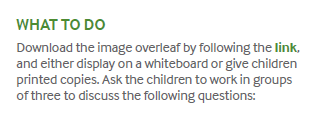 WHAT TO DO
Download the image overleaf by following the link,
and either display on a whiteboard or give children
printed copies. Ask the children to work in groups
of three to discuss the following questions: